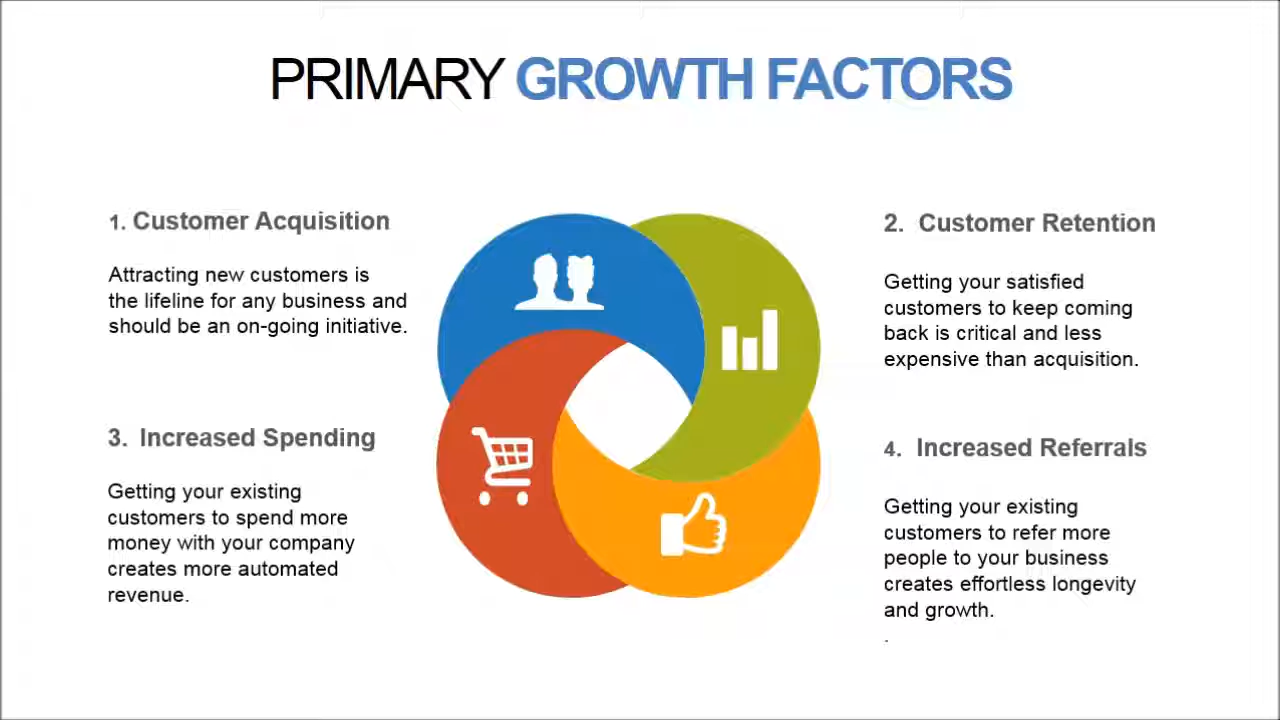 PRIMARY GROWTH FACTORS
1. Customer Acquisition
Attracting new customers is
the lifeline for any business and
should be an on-going initiative.
2. Customer Retention
Getting your satisfied
customers to keep coming
back is critical and less
expensive than acquisition.
3. Increased Spending
Getting your existing
customers to spend more
money with your company
creates more automated
revenue.
4. Increased Referrals
Getting your existing
customers to refer more
people to your business
creates effortless longevity
and growth.
.